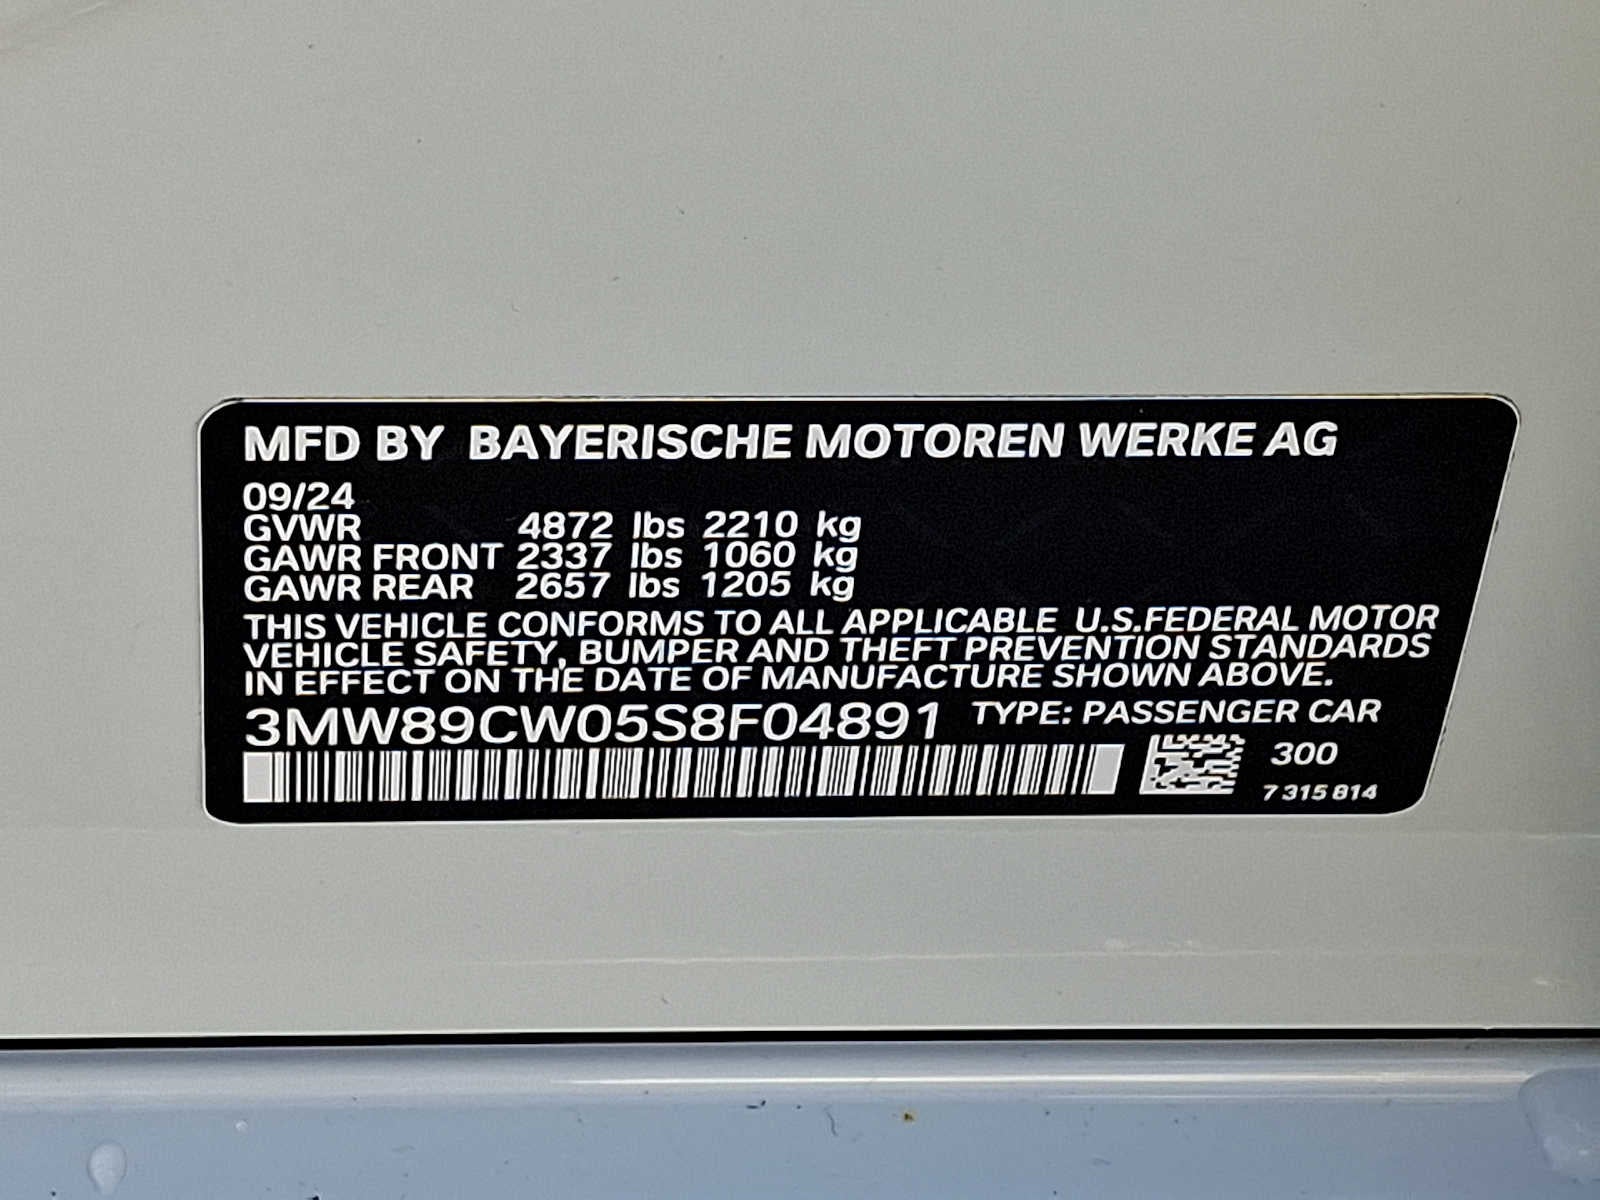 MFD BY BAYERISCHE MOTOREN WERKE AG
09/24
GVWR 4872 lbs 2210 kg
GAWR FRONT 2337 lbs 1060 kg
GAWR REAR 2657 lbs 1205 kg
THIS VEHICLE CONFORMS TO ALL APPLICABLE U.S.FEDERAL MOTOR
VEHICLE SAFETY, BUMPER AND THEFT PREVENTION STANDARDS
IN EFFECT ON THE DATE OF MANUFACTURE SHOWN ABOVE.
3MW89CW05S8F04891 TYPE: PASSENGER CAR
300
7 315 814